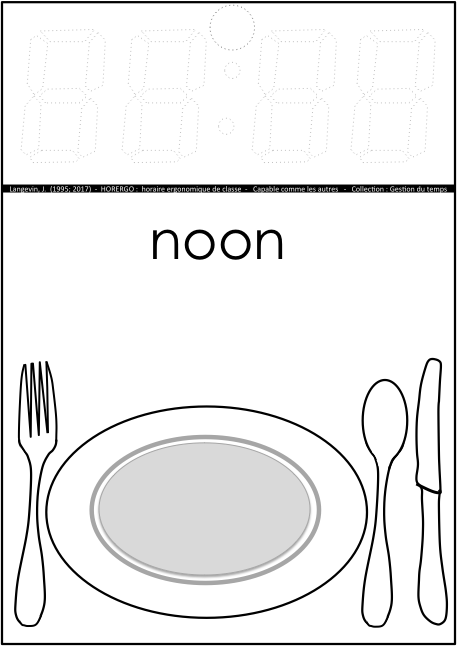 Langevin, J. (1995; 2017) - HORERGO : horaire ergonomique de classe - Capable comme les autres - Collection : Gestion du temps
noon